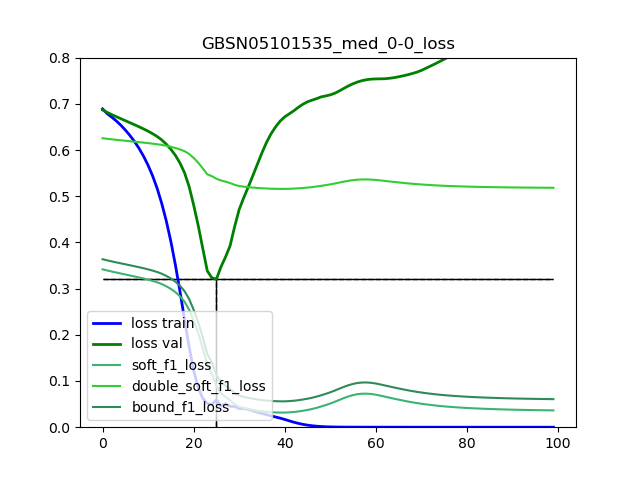 GBSN05101535_med_0-0_loss
0.8
0.7
0.6
0.5
0.4
0.3
0.2
0.1
0.0
loss train
loss val
soft_f1_loss
double_soft_f1_loss
bound_f1_loss
0 20 40 60 80 100